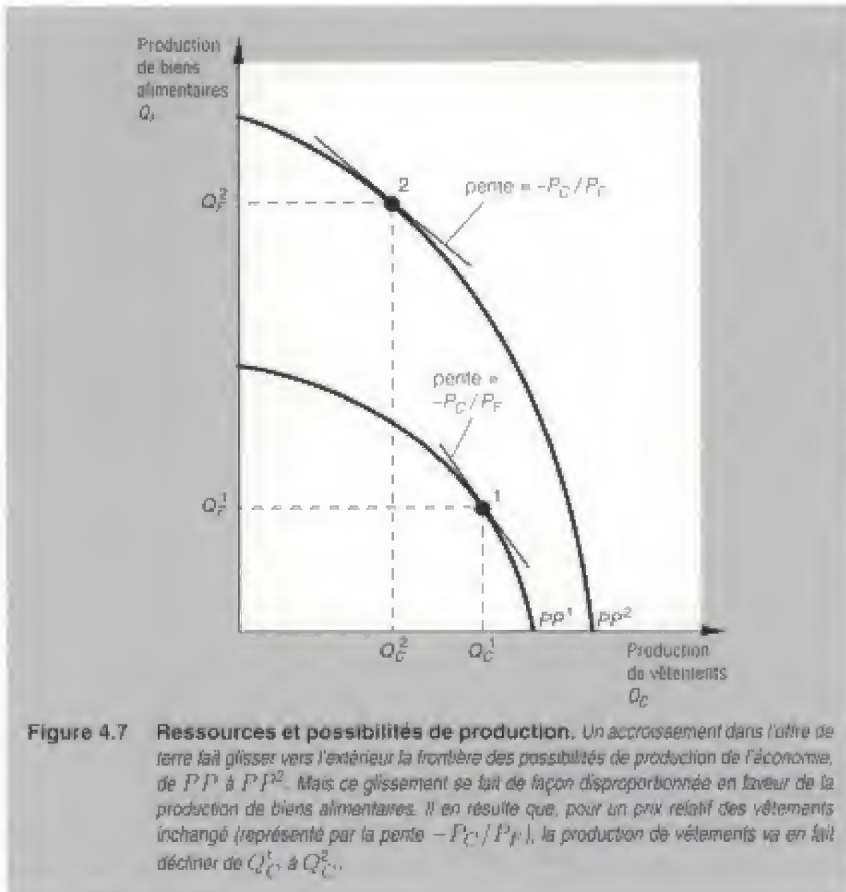 Production
de biens
alimentaires
Q_F
Q_F^2
2
pente = -P_C / P_F
pente =
-P_C / P_F
Q_F^1
1
PP^1 PP^2
Q_C^2 Q_C^1
Production
de vêtements
Q_C
Figure 4.7 Ressources et possibilités de production. Un accroissement dans l'offre de
terre fait glisser vers l'extérieur la frontière des possibilités de production de l'économie,
de PP à PP². Mais ce glissement se fait de façon disproportionnée en faveur de la
production de biens alimentaires. Il en résulte que, pour un prix relatif des vêtements
inchangé (représenté par la pente -P_C/P_F), la production de vêtements va en fait
décliner de Q_C^1 à Q_C^2.